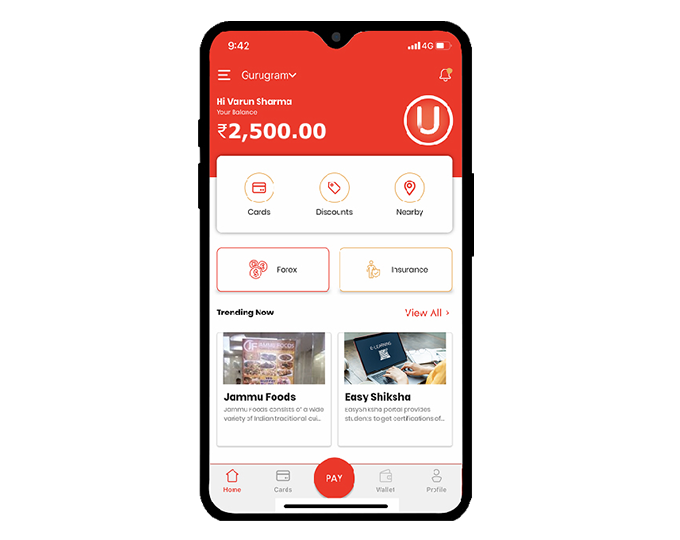 9:42
4G
Gurugram
Hi Varun Sharma
Your Balance
₹2,500.00
U
Cards
Discounts
Nearby
Forex
Insurance
Trending Now
View All >
E-LEARNING
Jammu Foods
Jammu Foods consists of a wide
variety of Indian traditional cui...
Easy Shiksha
EasyShiksha portal provides
students to get certifications of...
Home
Cards
PAY
Wallet
Profile